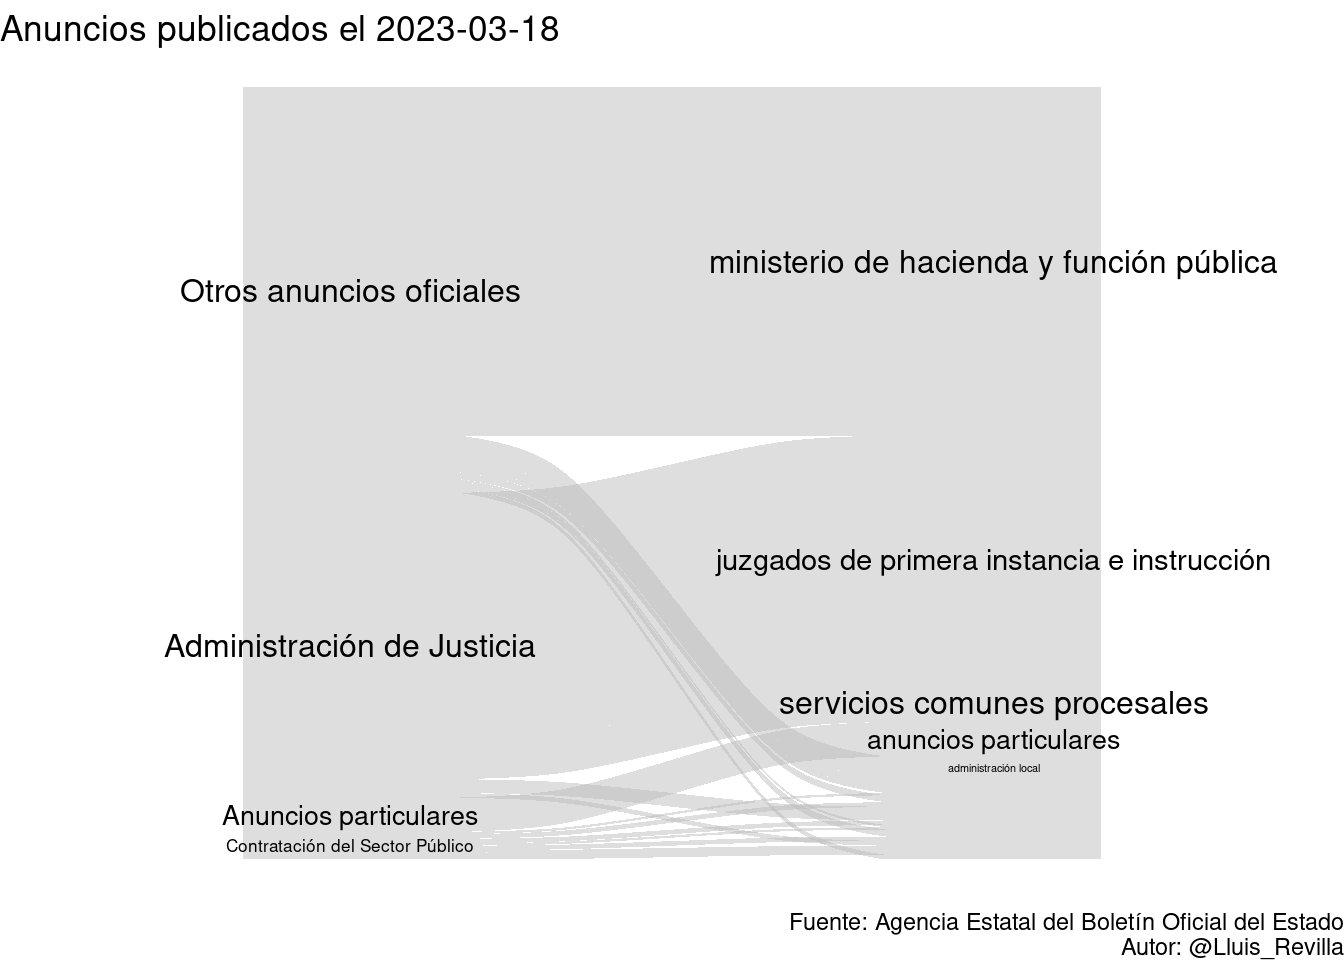 Anuncios publicados el 2023-03-18
ministerio de hacienda y función pública
Otros anuncios oficiales
juzgados de primera instancia e instrucción
Administración de Justicia
servicios comunes procesales
anuncios particulares
administración local
Anuncios particulares
Contratación del Sector Público
Fuente: Agencia Estatal del Boletín Oficial del Estado
Autor: @Lluis_Revilla